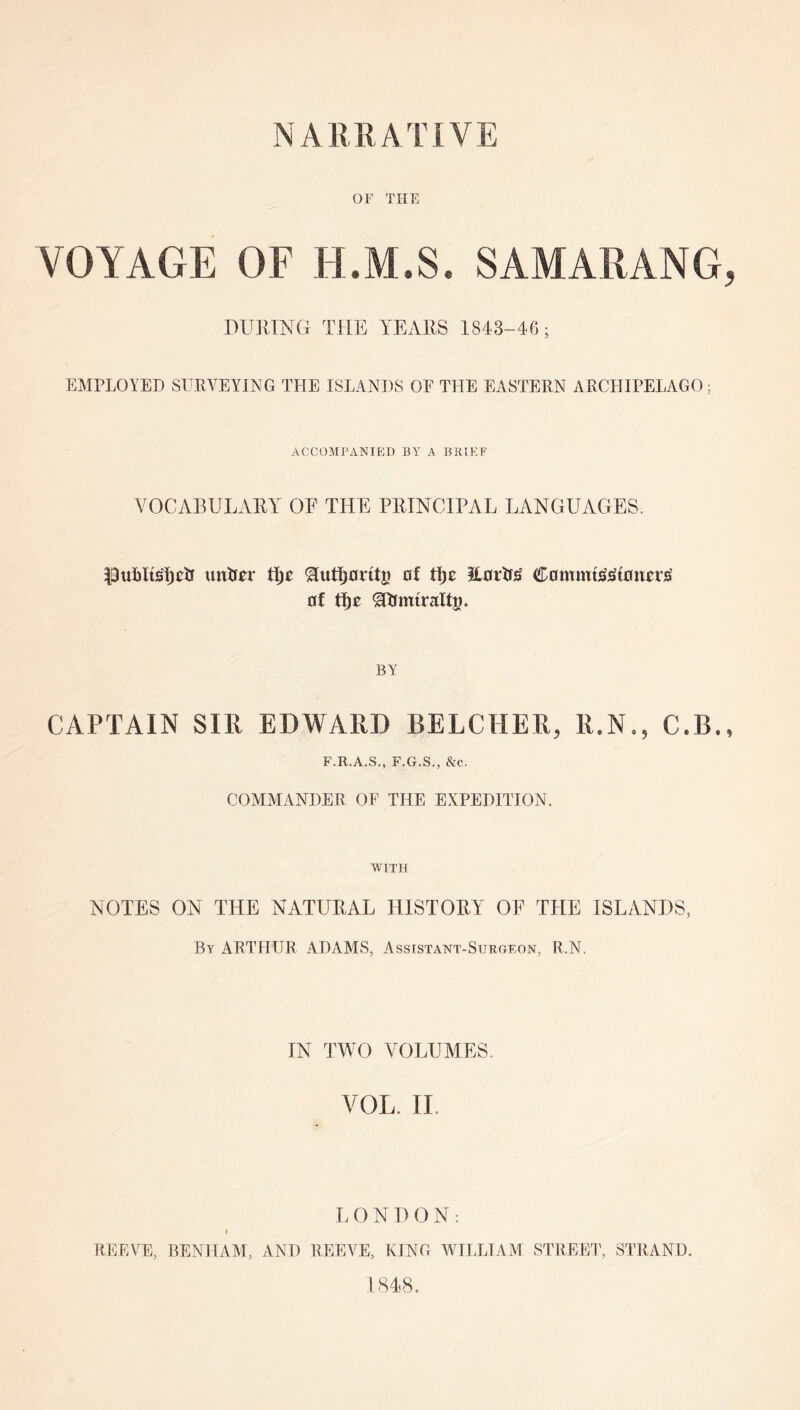 NARRATIVE
OF THE
VOYAGE OF H.M.S. SAMARANG,
DURING THE YEARS 1843-46;
EMPLOYED SURVEYING THE ISLANDS OF THE EASTERN ARCHIPELAGO;
ACCOMPANIED BY A BRIEF
VOCABULARY OF THE PRINCIPAL LANGUAGES.
Published under the Authority of the Lords Commissioners
of the Admiralty.
BY
CAPTAIN SIR EDWARD BELCHER, R.N., C.B.,
F.R.A.S., F.G.S., &c.
COMMANDER OF THE EXPEDITION.
WITH
NOTES ON THE NATURAL HISTORY OF THE ISLANDS,
By ARTHUR ADAMS, Assistant-Surgeon, R.N.
IN TWO VOLUMES.
VOL. II.
LONDON:
REEVE, BENHAM, AND REEVE, KING WILLIAM STREET, STRAND.
1848.